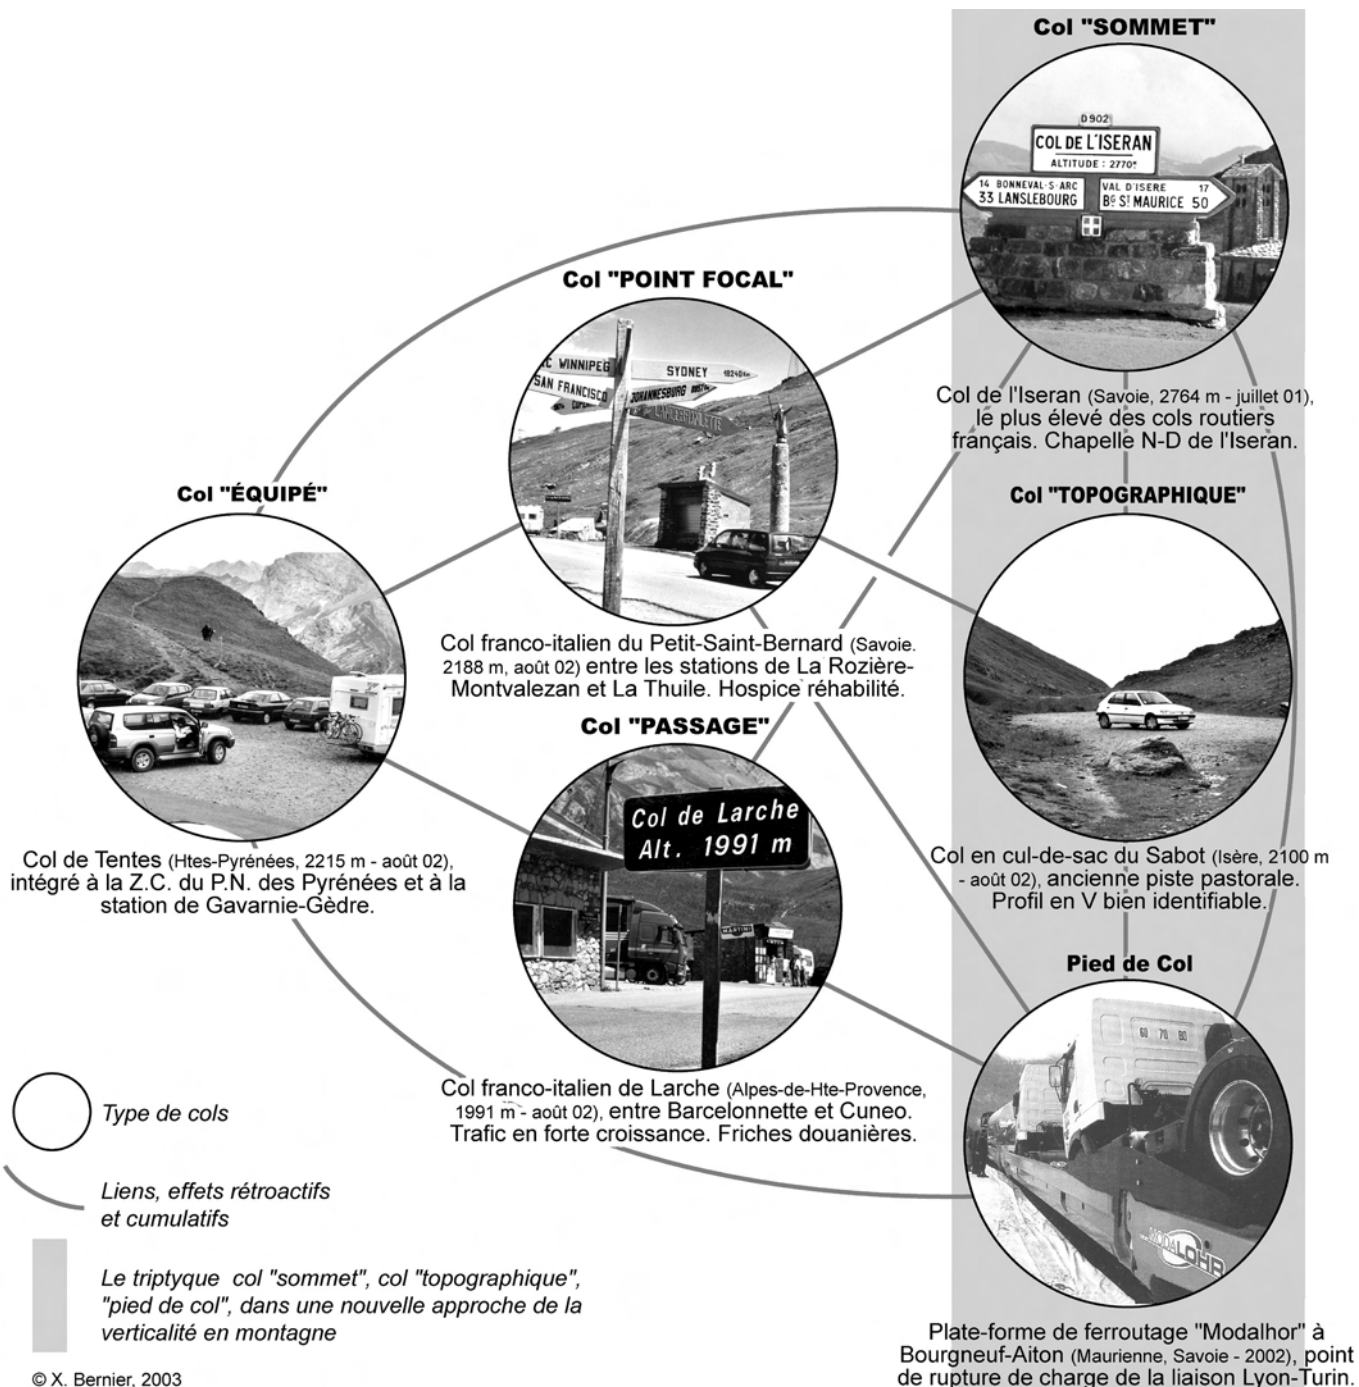 Col "SOMMET"
D 902
COL DE L'ISERAN
ALTITUDE : 2770m
14 BONNEVAL-S-ARC
33 LANSLEBOURG
VAL D'ISERE 17
Bg St MAURICE 50
Col de l'Iseran (Savoie, 2764 m - juillet 01),
le plus élevé des cols routiers
français. Chapelle N-D de l'Iseran.
Col "POINT FOCAL"
WINNIPEG
SYDNEY
SAN FRANCISCO
JOHANNESBURG
Col franco-italien du Petit-Saint-Bernard (Savoie.
2188 m, août 02) entre les stations de La Rozière-
Montvalezan et La Thuile. Hospice réhabilité.
Col "ÉQUIPÉ"
Col de Tentes (Htes-Pyrénées, 2215 m - août 02),
intégré à la Z.C. du P.N. des Pyrénées et à la
station de Gavarnie-Gèdre.
Col "TOPOGRAPHIQUE"
Col en cul-de-sac du Sabot (Isère, 2100 m
- août 02), ancienne piste pastorale.
Profil en V bien identifiable.
Col "PASSAGE"
Col de Larche
Alt. 1991 m
MARTINI
Col franco-italien de Larche (Alpes-de-Hte-Provence,
1991 m - août 02), entre Barcelonnette et Cuneo.
Trafic en forte croissance. Friches douanières.
Pied de Col
60 70 80
MODALOHR
Plate-forme de ferroutage "Modalhor" à
Bourgneuf-Aiton (Maurienne, Savoie - 2002), point
de rupture de charge de la liaison Lyon-Turin.
Type de cols
Liens, effets rétroactifs
et cumulatifs
Le triptyque col "sommet", col "topographique",
"pied de col", dans une nouvelle approche de la
verticalité en montagne
© X. Bernier, 2003